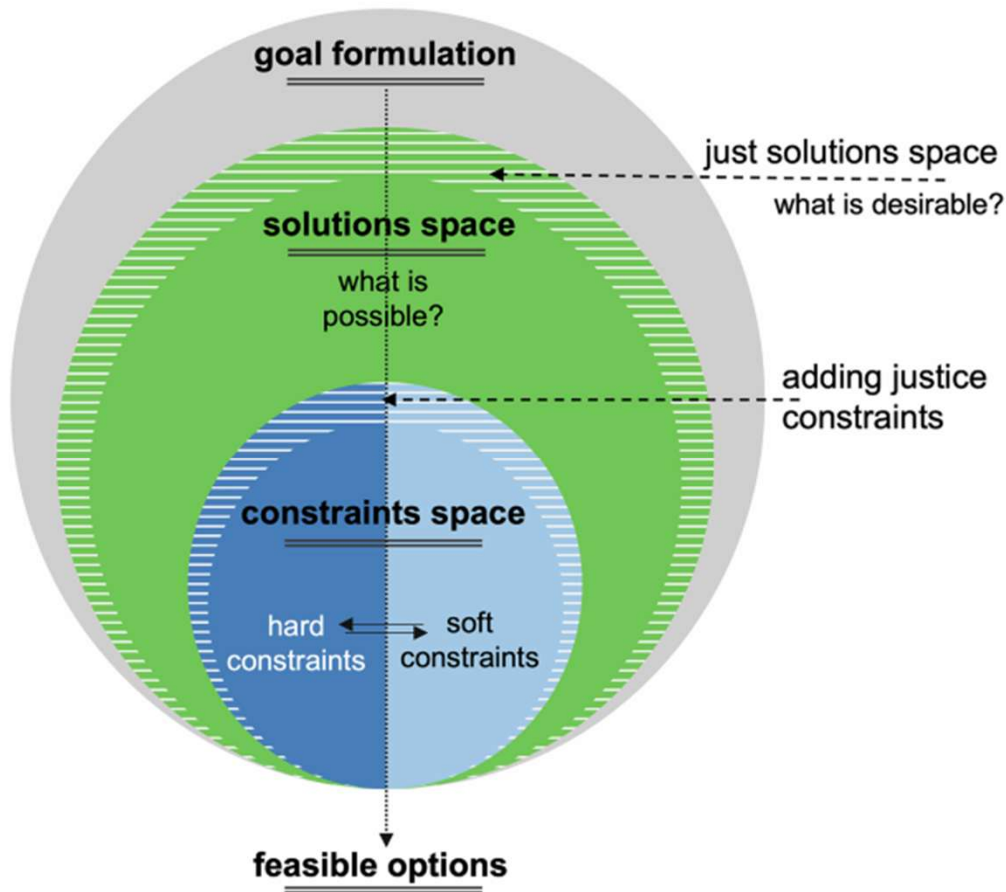 goal formulation
just solutions space
what is desirable?
solutions space
what is
possible?
adding justice
constraints
constraints space
hard
constraints
soft
constraints
feasible options